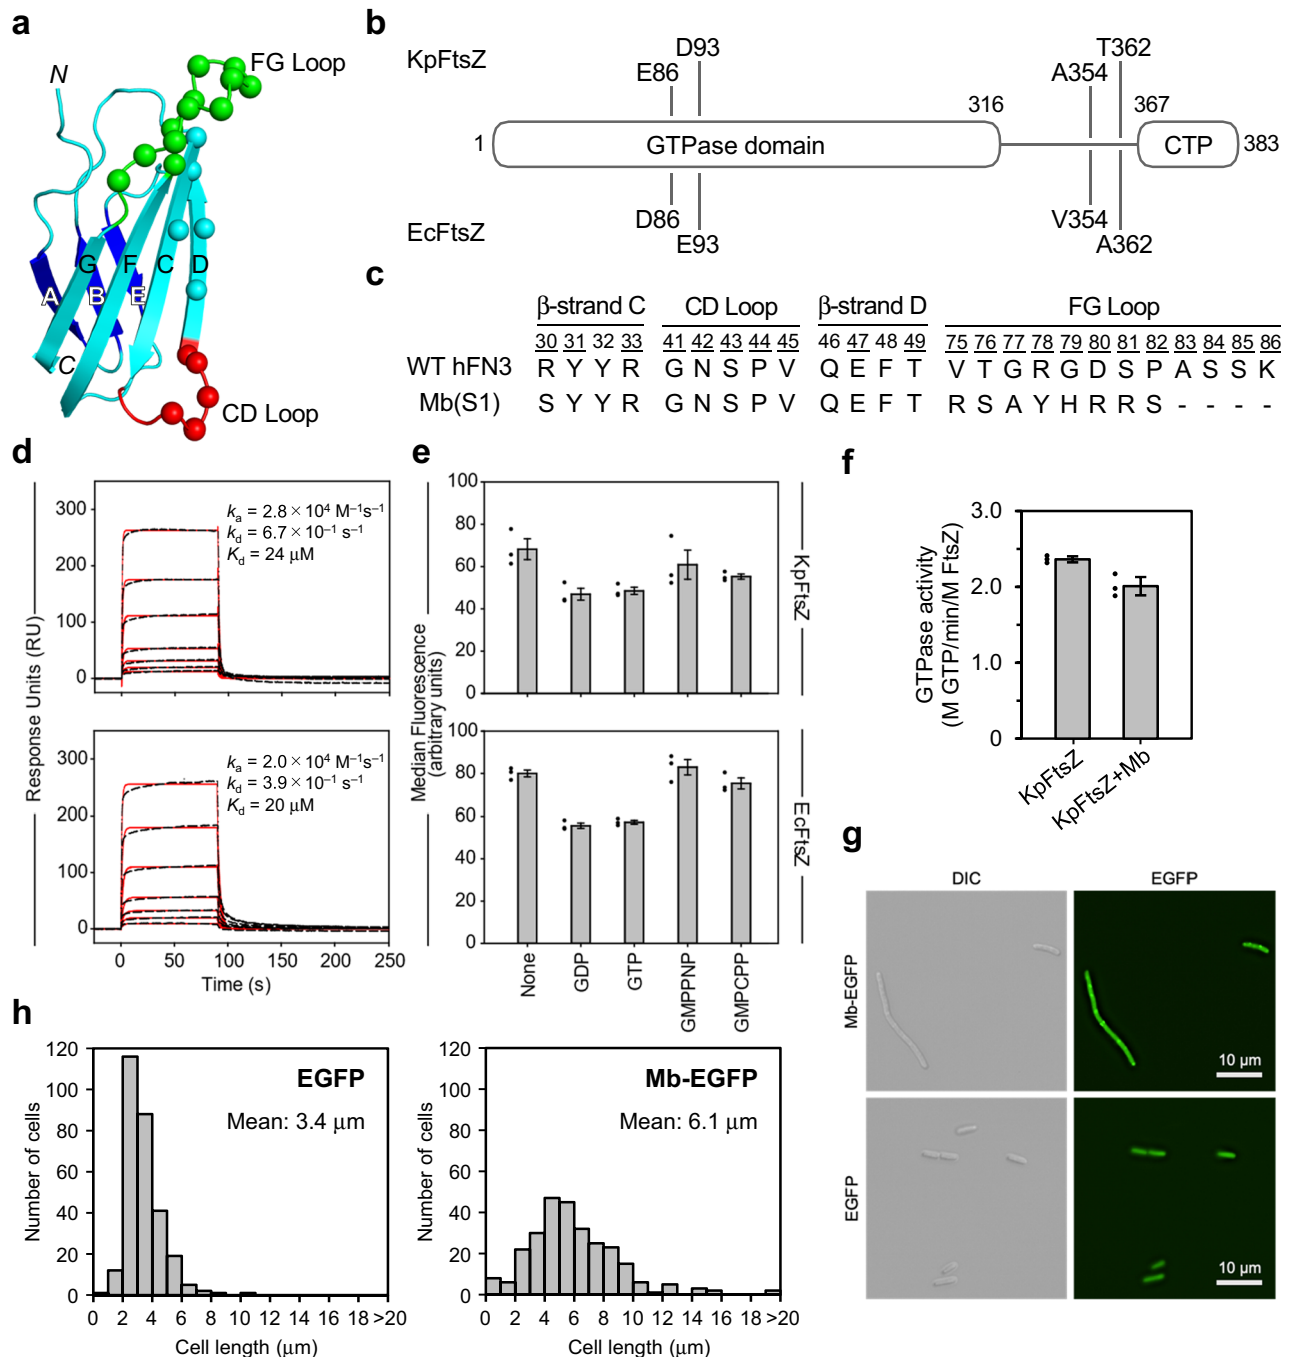 a
N
FG Loop
G F C D
A B E
C
CD Loop
b
KpFtsZ
D93
E86
T362
A354
316
367
1
GTPase domain
CTP
383
D86
E93
V354
A362
EcFtsZ
c
β-strand C CD Loop β-strand D FG Loop
30 31 32 33 41 42 43 44 45 46 47 48 49 75 76 77 78 79 80 81 82 83 84 85 86
WT hFN3 R Y Y R G N S P V Q E F T V T G R G D S P A S S K
Mb(S1) S Y Y R G N S P V Q E F T R S A Y H R R S - - - -
d
Response Units (RU)
300
200
100
0
ka = 2.8 × 10⁴ M⁻¹s⁻¹
kd = 6.7 × 10⁻¹ s⁻¹
Kd = 24 μM
300
200
100
0
ka = 2.0 × 10⁴ M⁻¹s⁻¹
kd = 3.9 × 10⁻¹ s⁻¹
Kd = 20 μM
0 50 100 150 200 250
Time (s)
e
Median Fluorescence
(arbitrary units)
100
80
60
40
20
0
KpFtsZ
100
80
60
40
20
0
EcFtsZ
None
GDP
GTP
GMPPNP
GMPCPP
f
GTPase activity
(M GTP/min/M FtsZ)
3.0
2.0
1.0
0
KpFtsZ
KpFtsZ+Mb
g
DIC EGFP
Mb-EGFP
10 μm
EGFP
10 μm
h
Number of cells
120
100
80
60
40
20
0
EGFP
Mean: 3.4 μm
0 2 4 6 8 10 12 14 16 18 >20
Cell length (μm)
Number of cells
120
100
80
60
40
20
0
Mb-EGFP
Mean: 6.1 μm
0 2 4 6 8 10 12 14 16 18 >20
Cell length (μm)